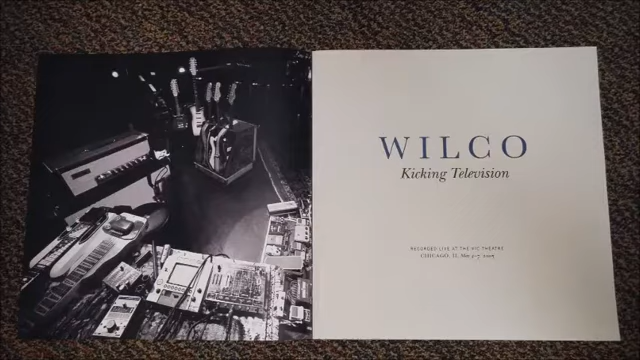 WILCO
Kicking Television
RECORDED LIVE AT THE VIC THEATRE
CHICAGO, IL, May 4-7, 2005